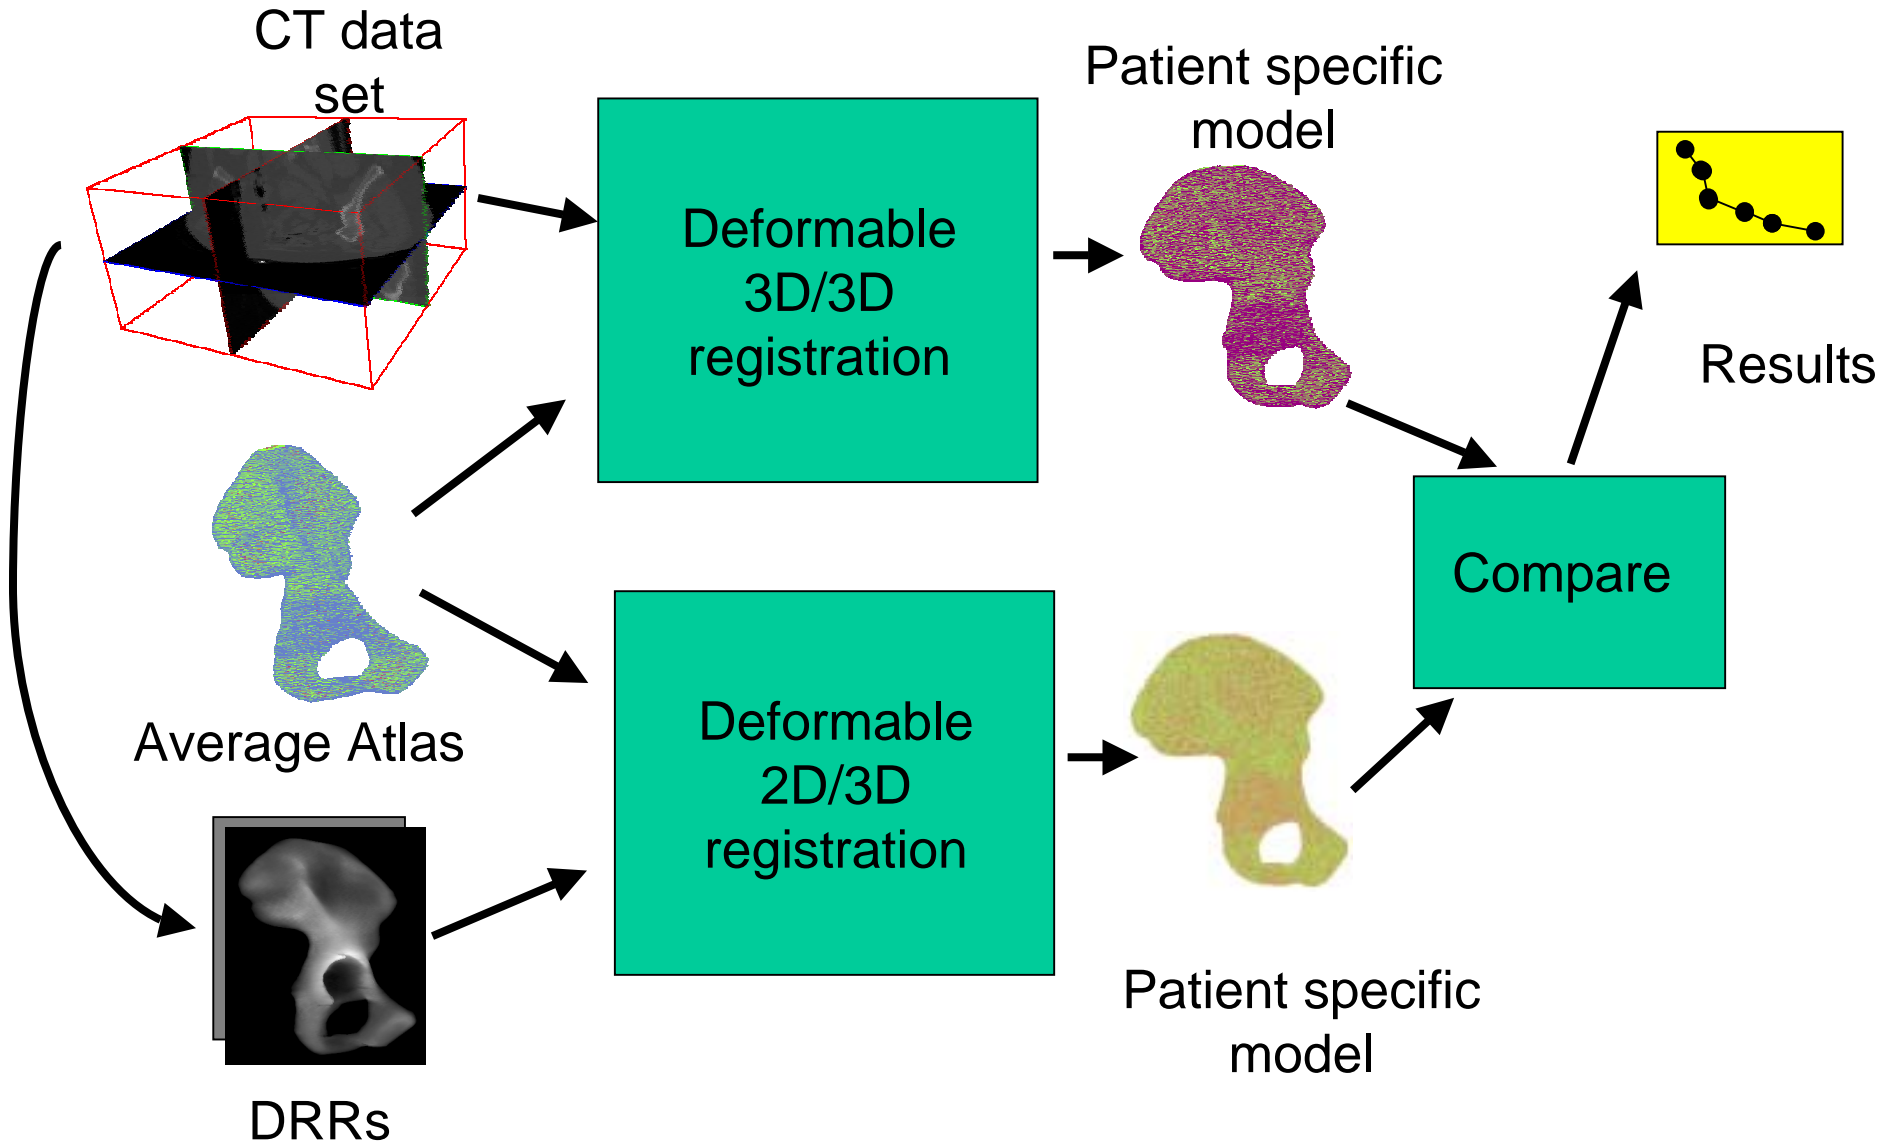 CT data
set
Patient specific
model
Deformable
3D/3D
registration
Results
Compare
Average Atlas
Deformable
2D/3D
registration
Patient specific
model
DRRs